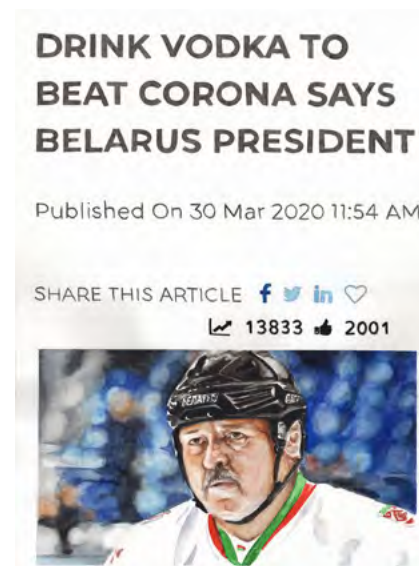 DRINK VODKA TO
BEAT CORONA SAYS
BELARUS PRESIDENT
Published On 30 Mar 2020 11:54 AM
SHARE THIS ARTICLE f in
13833 2001